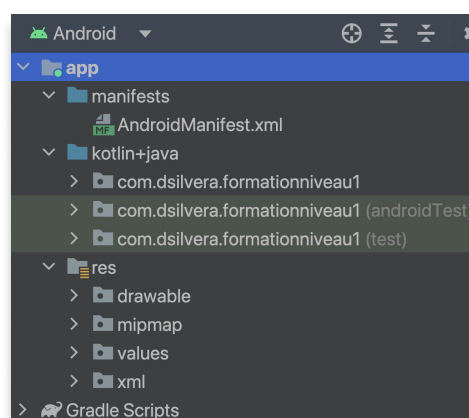 Android
app
manifests
MF AndroidManifest.xml
kotlin+java
com.dsilvera.formationniveau1
com.dsilvera.formationniveau1 (androidTest)
com.dsilvera.formationniveau1 (test)
res
drawable
mipmap
values
xml
Gradle Scripts